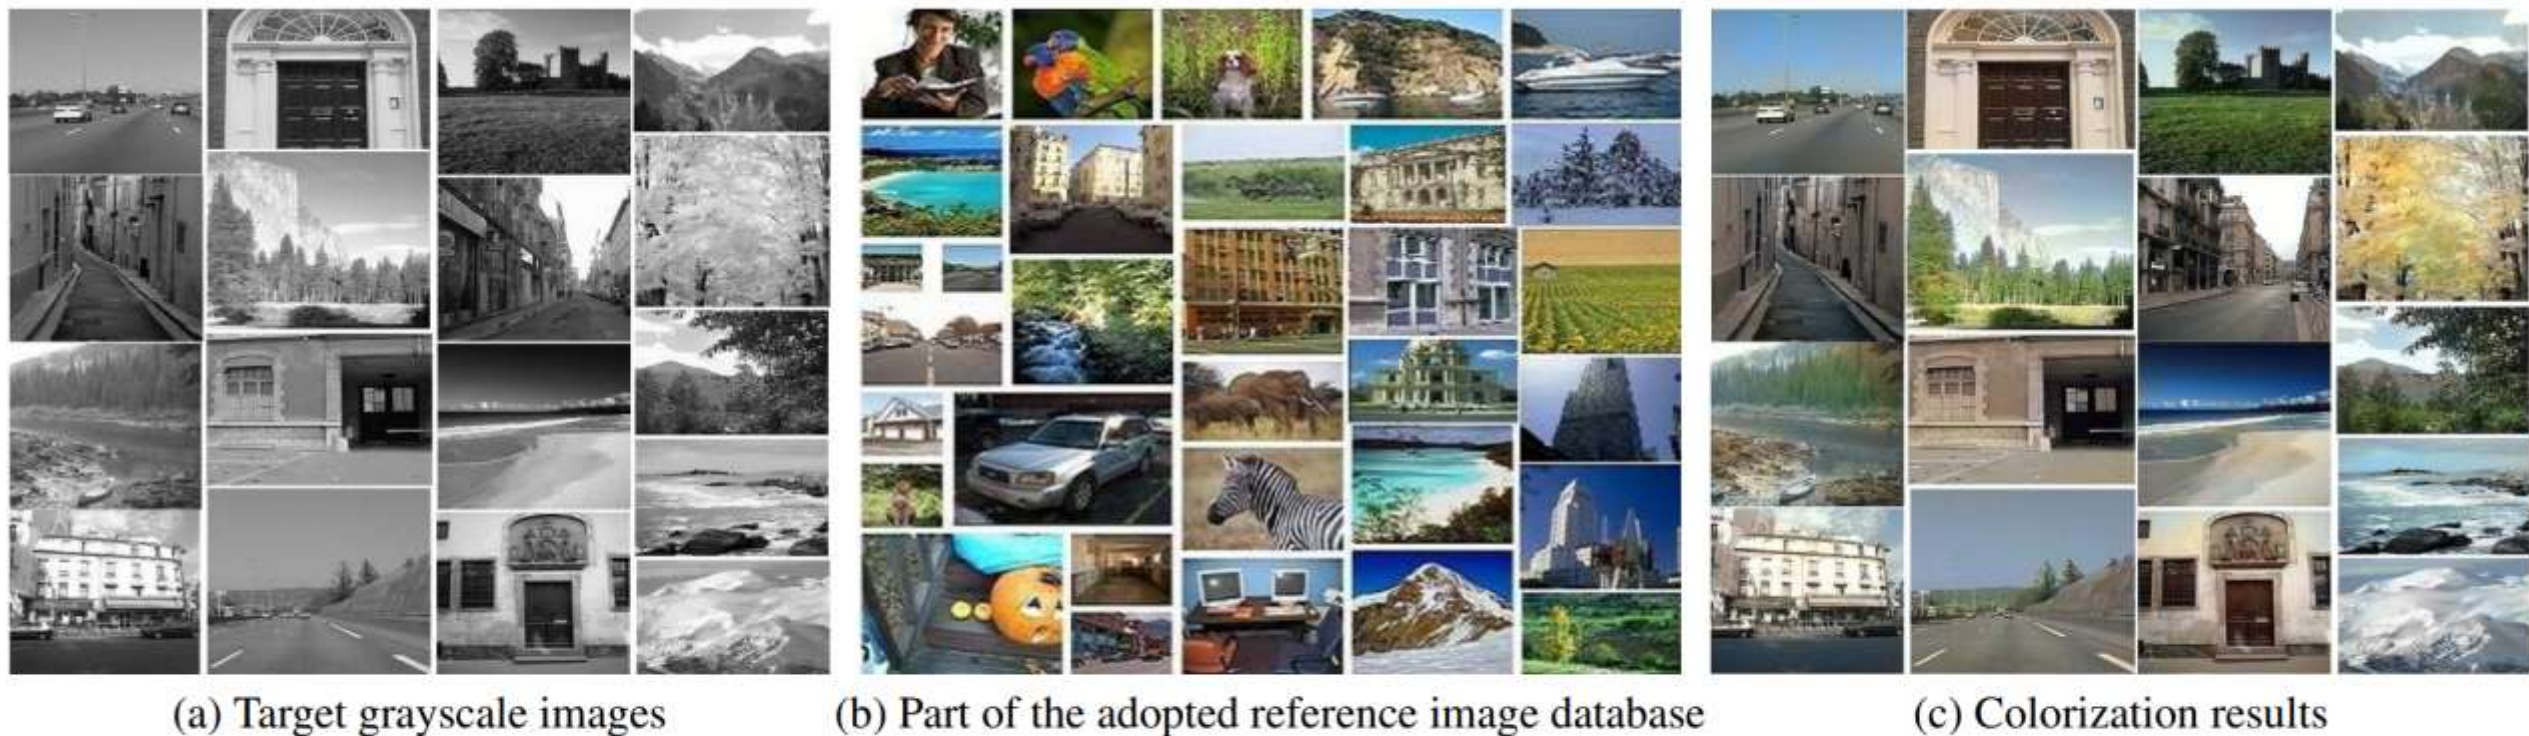 (a) Target grayscale images
(b) Part of the adopted reference image database
(c) Colorization results